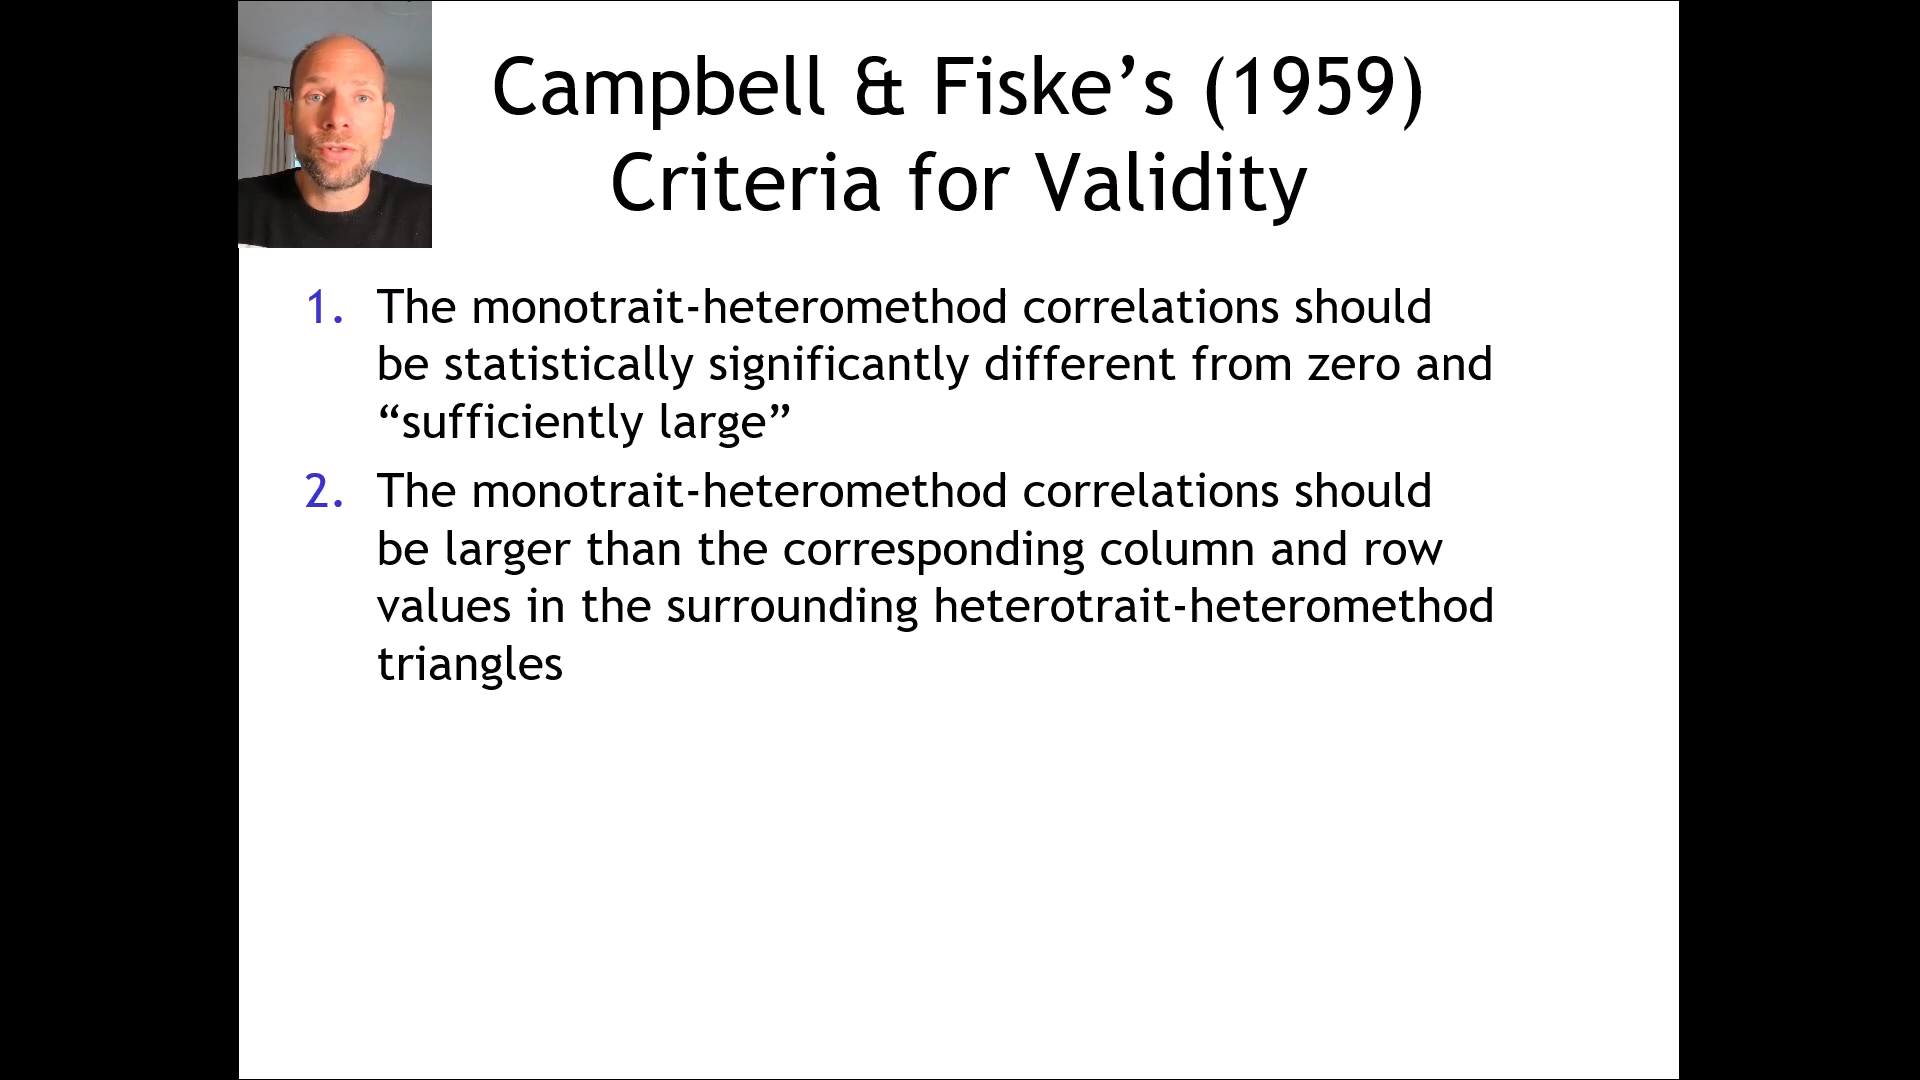 Campbell & Fiske’s (1959)
Criteria for Validity
1. The monotrait-heteromethod correlations should
be statistically significantly different from zero and
“sufficiently large”
2. The monotrait-heteromethod correlations should
be larger than the corresponding column and row
values in the surrounding heterotrait-heteromethod
triangles